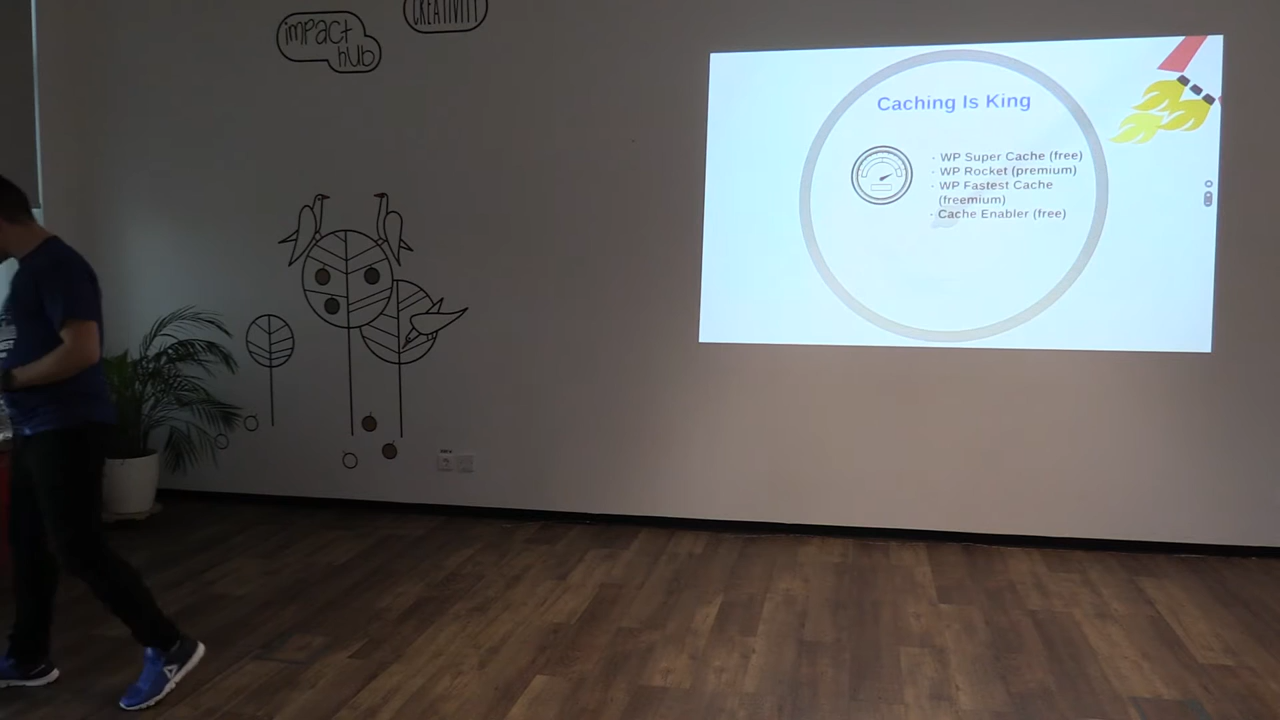 impact
hub
CREATIVITY
Caching Is King
· WP Super Cache (free)
· WP Rocket (premium)
· WP Fastest Cache
(freemium)
· Cache Enabler (free)